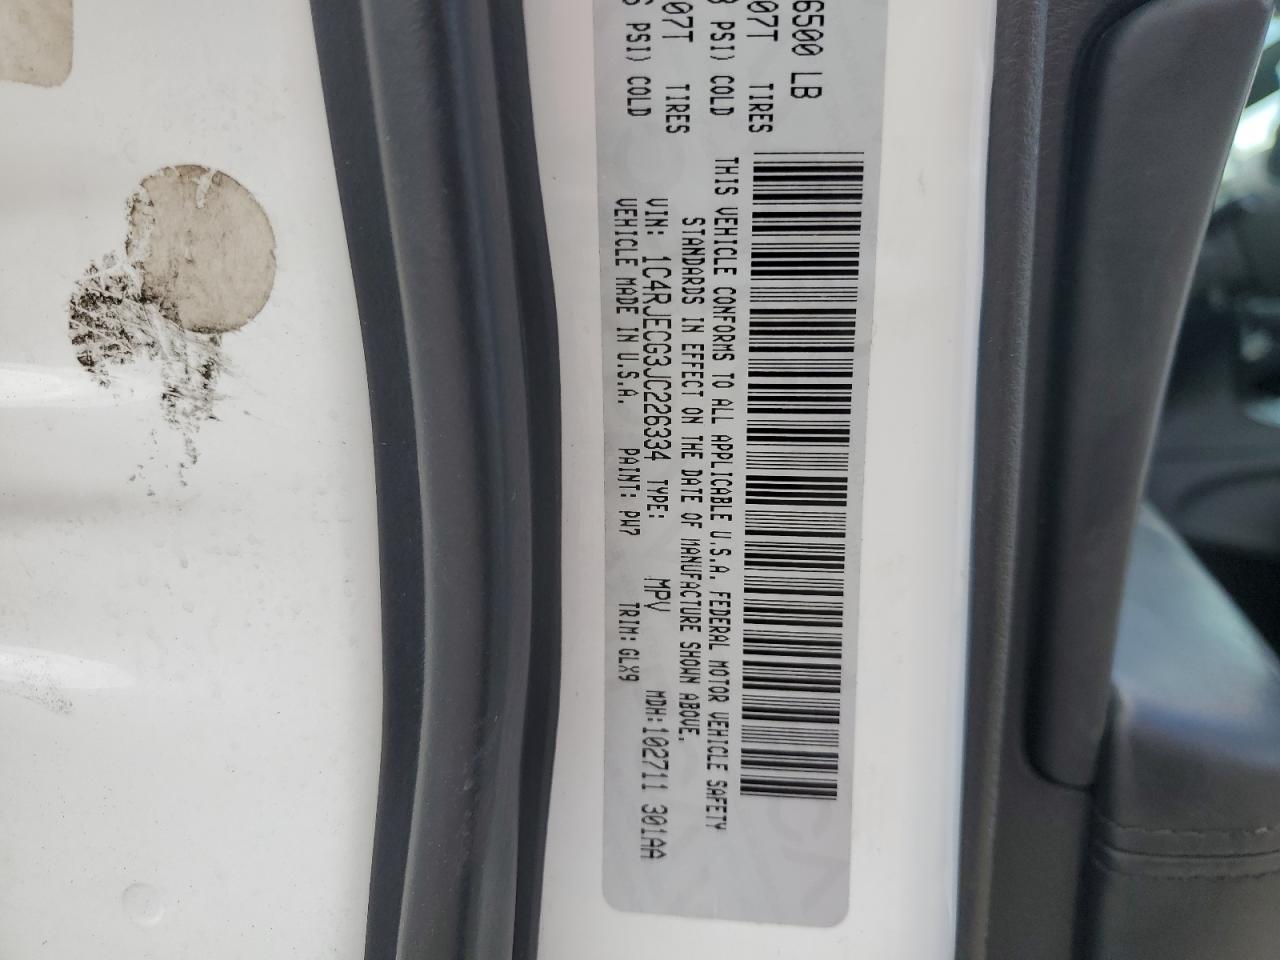 6500 LB
07T TIRES
PSI) COLD
07T TIRES
PSI) COLD
THIS VEHICLE CONFORMS TO ALL APPLICABLE U.S.A. FEDERAL MOTOR VEHICLE SAFETY
STANDARDS IN EFFECT ON THE DATE OF MANUFACTURE SHOWN ABOVE.
VIN: 1C4RJECG3JC226334 TYPE: MPV MDH:102711 301AA
VEHICLE MADE IN U.S.A. PAINT: PW7 TRIM: GLX9